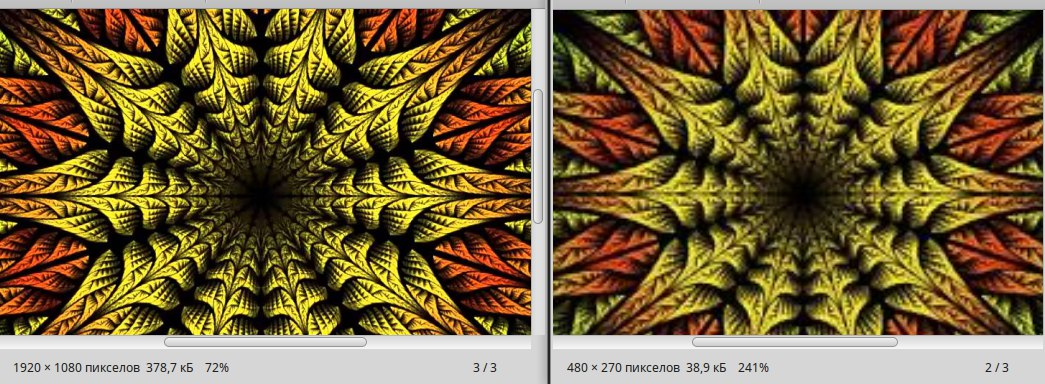 1920 × 1080 пикселов 378,7 кБ 72% 3 / 3
480 × 270 пикселов 38,9 кБ 241% 2 / 3